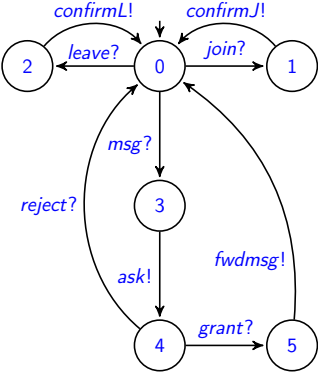 confirmL! confirmJ!
leave? join?
2 0 1
msg?
3
reject?
fwdmsg!
ask!
grant?
4 5